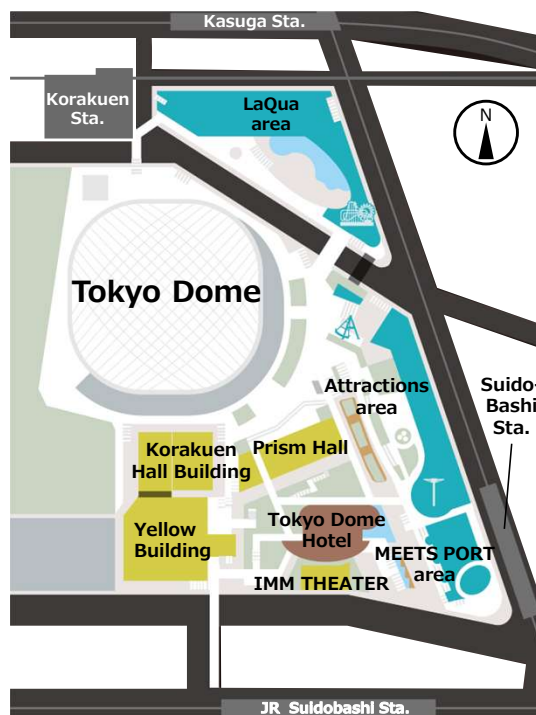 Kasuga Sta.
Korakuen
Sta.
LaQua
area
N
Tokyo Dome
Attractions
area
Suido-
Bashi
Sta.
Korakuen
Hall Building
Prism Hall
Yellow
Building
Tokyo Dome
Hotel
MEETS PORT
area
IMM THEATER
JR Suidobashi Sta.